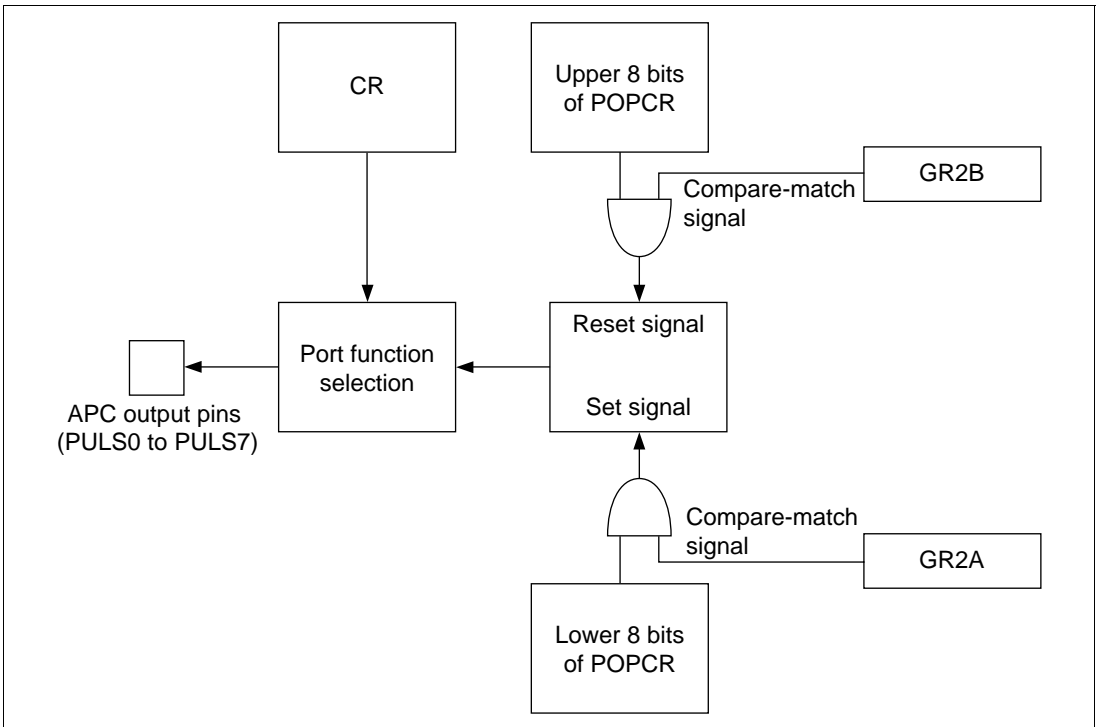 CR
Upper 8 bits
of POPCR
GR2B
Compare-match
signal
Reset signal
Port function
selection
Set signal
APC output pins
(PULS0 to PULS7)
Compare-match
signal
GR2A
Lower 8 bits
of POPCR